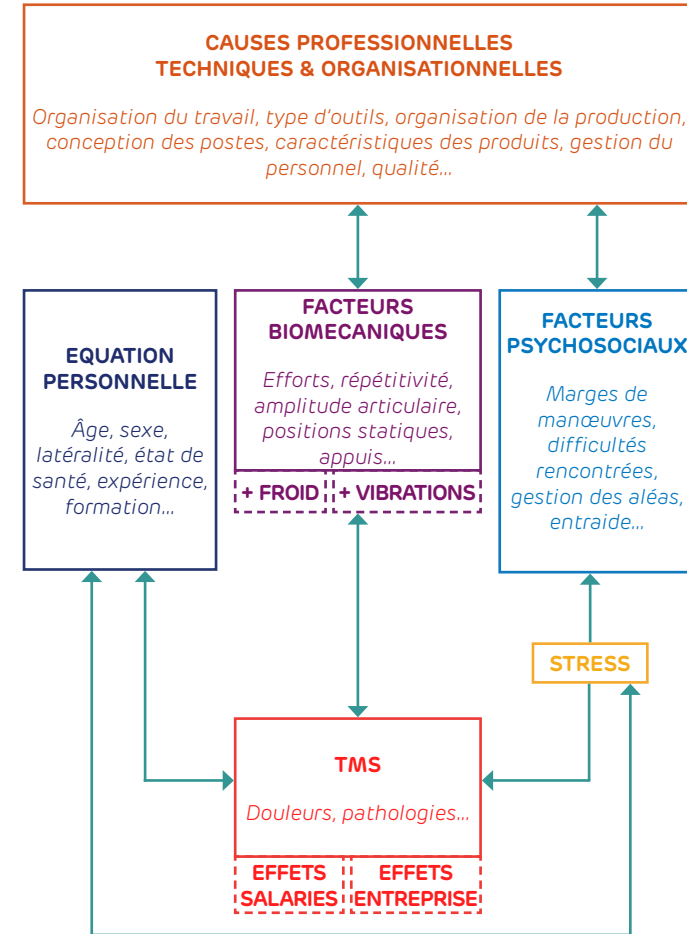 CAUSES PROFESSIONNELLES
TECHNIQUES & ORGANISATIONNELLES
Organisation du travail, type d'outils, organisation de la production,
conception des postes, caractéristiques des produits, gestion du
personnel, qualité...
EQUATION
PERSONNELLE
Âge, sexe,
latéralité, état de
santé, expérience,
formation...
FACTEURS
BIOMECANIQUES
Efforts, répétitivité,
amplitude articulaire,
positions statiques,
appuis...
+ FROID
+ VIBRATIONS
FACTEURS
PSYCHOSOCIAUX
Marges de
manœuvres,
difficultés
rencontrées,
gestion des aléas,
entraide...
STRESS
TMS
Douleurs, pathologies...
EFFETS
SALARIES
EFFETS
ENTREPRISE